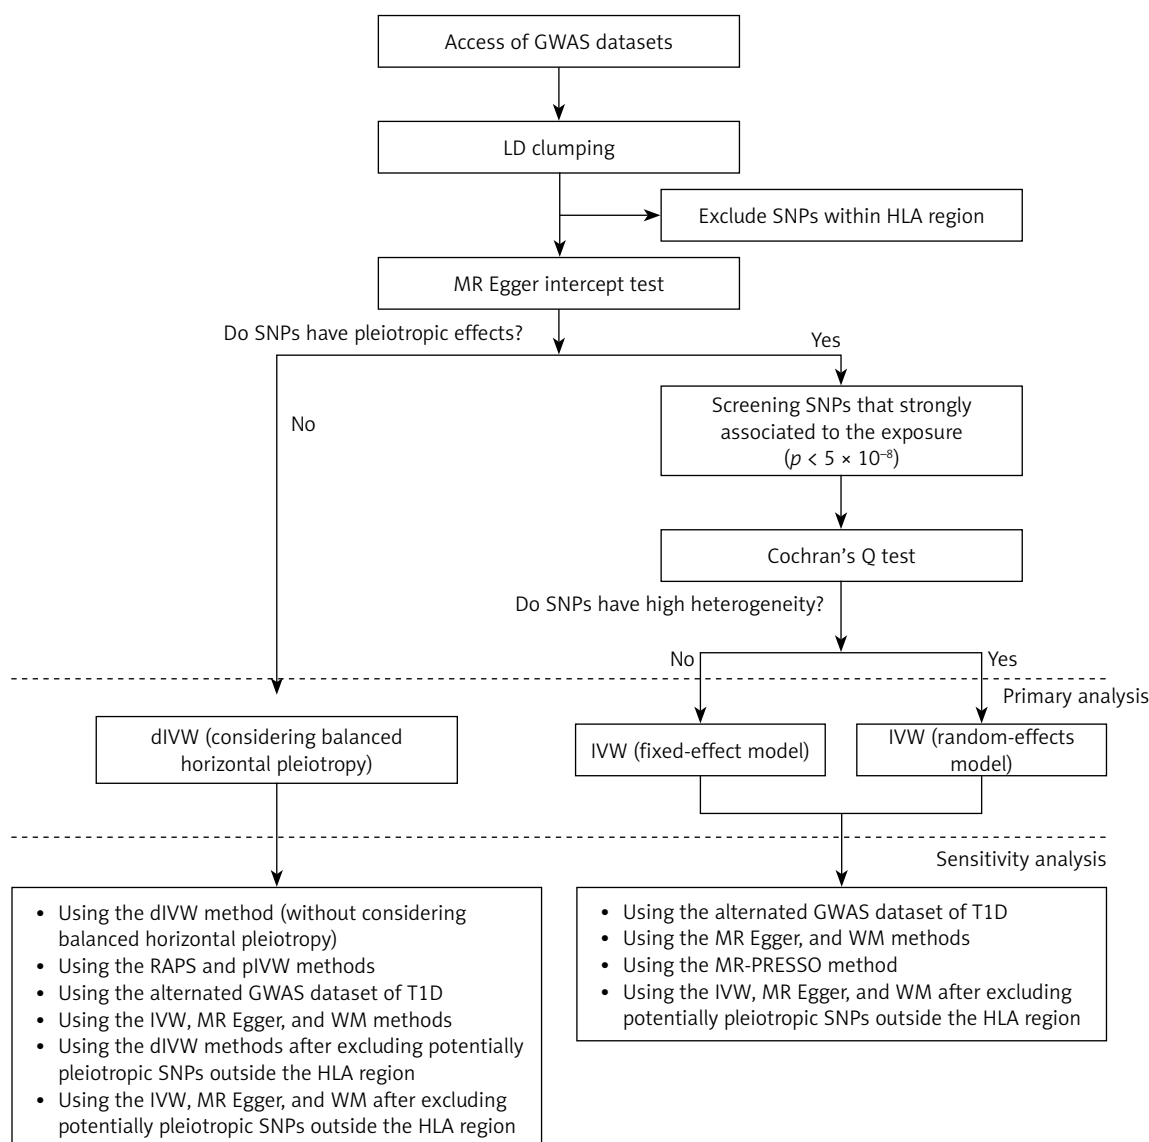 Access of GWAS datasets
LD clumping
Exclude SNPs within HLA region
MR Egger intercept test
Do SNPs have pleiotropic effects?
Yes
No
Screening SNPs that strongly
associated to the exposure
(p < 5 × 10⁻⁸)
Cochran’s Q test
Do SNPs have high heterogeneity?
No
Yes
Primary analysis
dIVW (considering balanced
horizontal pleiotropy)
IVW (fixed-effect model)
IVW (random-effects
model)
Sensitivity analysis
• Using the dIVW method (without considering
balanced horizontal pleiotropy)
• Using the RAPS and pIVW methods
• Using the alternated GWAS dataset of T1D
• Using the IVW, MR Egger, and WM methods
• Using the dIVW methods after excluding potentially
pleiotropic SNPs outside the HLA region
• Using the IVW, MR Egger, and WM after excluding
potentially pleiotropic SNPs outside the HLA region
• Using the alternated GWAS dataset of T1D
• Using the MR Egger, and WM methods
• Using the MR-PRESSO method
• Using the IVW, MR Egger, and WM after excluding
potentially pleiotropic SNPs outside the HLA region